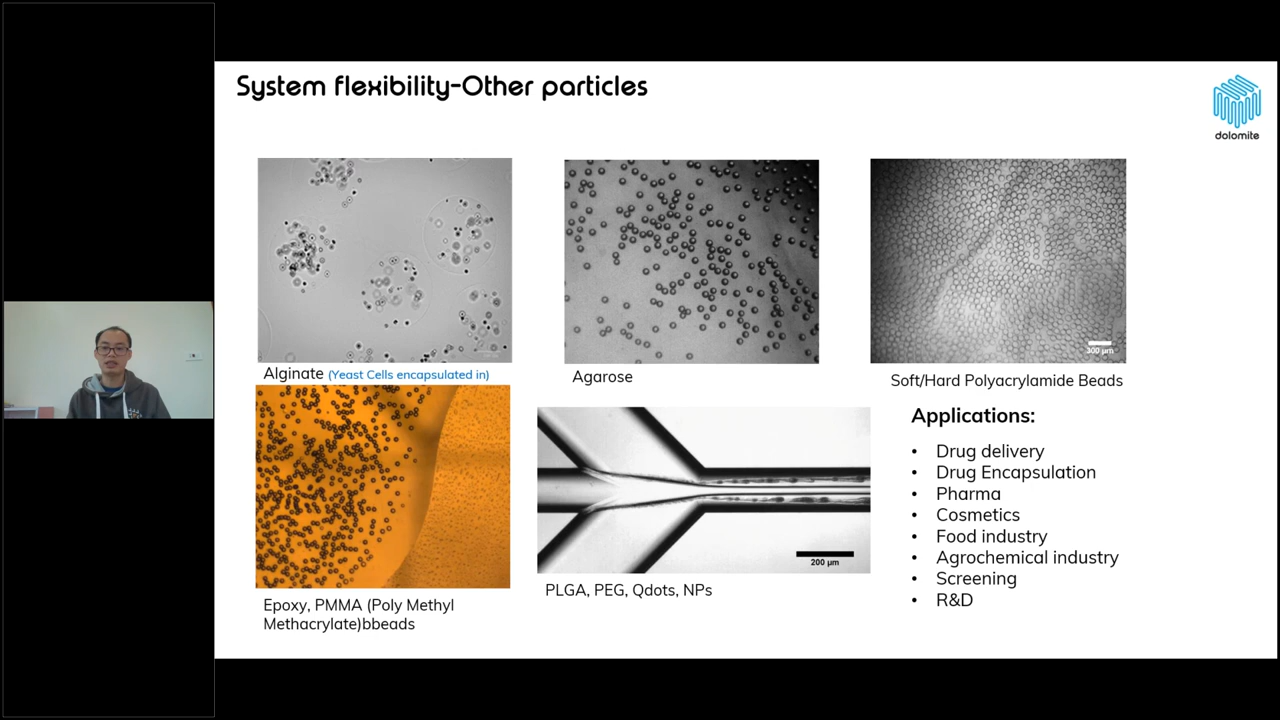 System flexibility-Other particles
dolomite
300 µm
Alginate (Yeast Cells encapsulated in)
Agarose
Soft/Hard Polyacrylamide Beads
200 µm
Epoxy, PMMA (Poly Methyl
Methacrylate)bbeads
PLGA, PEG, Qdots, NPs
Applications:
• Drug delivery
• Drug Encapsulation
• Pharma
• Cosmetics
• Food industry
• Agrochemical industry
• Screening
• R&D